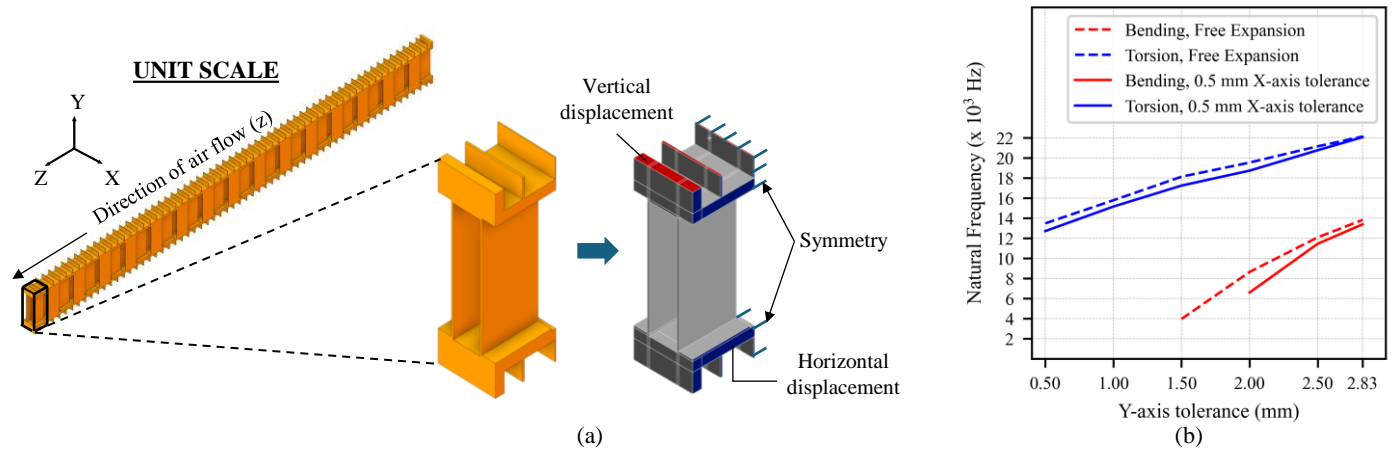 UNIT SCALE
Y
Z
X
Direction of air flow (z)
Vertical
displacement
Symmetry
Horizontal
displacement
(a)
Bending, Free Expansion
Torsion, Free Expansion
Bending, 0.5 mm X-axis tolerance
Torsion, 0.5 mm X-axis tolerance
Natural Frequency (x 10³ Hz)
22
20
18
16
14
12
10
8
6
4
2
0.50 1.00 1.50 2.00 2.50 2.83
Y-axis tolerance (mm)
(b)